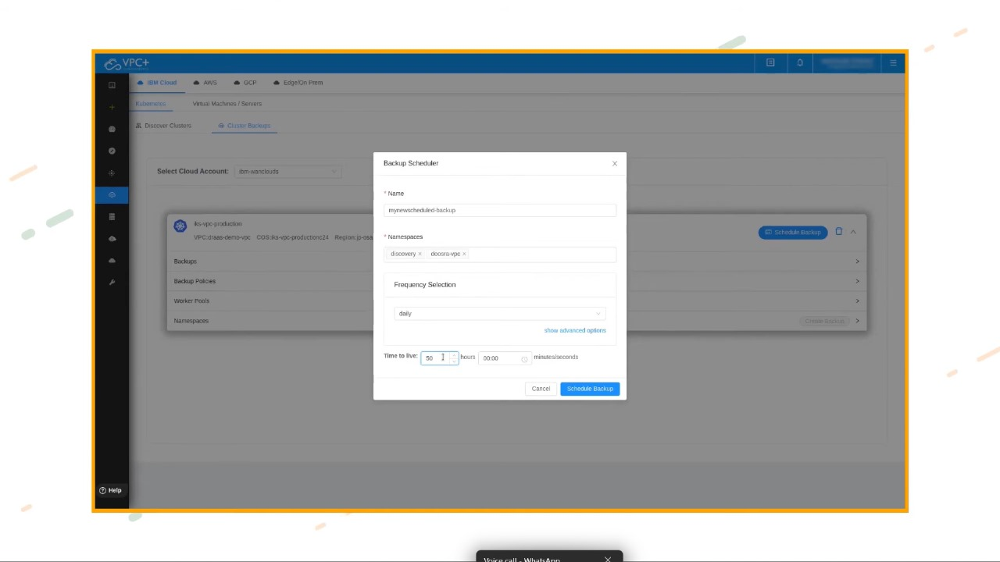 VPC+
IBM Cloud AWS GCP Edge/On Prem
Kubernetes Virtual Machines / Servers
Discover Clusters Cluster Backups
Select Cloud Account: ibm-wanclouds
Backup Scheduler
* Name
mynewscheduled-backup
iks-vpc-production
VPC:draas-demo-vpc COS:iks-vpc-productionc24 Region:jp-osa
Schedule Backup
* Namespaces
discovery × doosra-vpc ×
Backups
Backup Policies
Worker Pools
Namespaces
Create Backup
Frequency Selection
daily
show advanced options
Time to live: 50 hours 00:00 minutes/seconds
Cancel Schedule Backup
Help
Voice call - WhatsApp